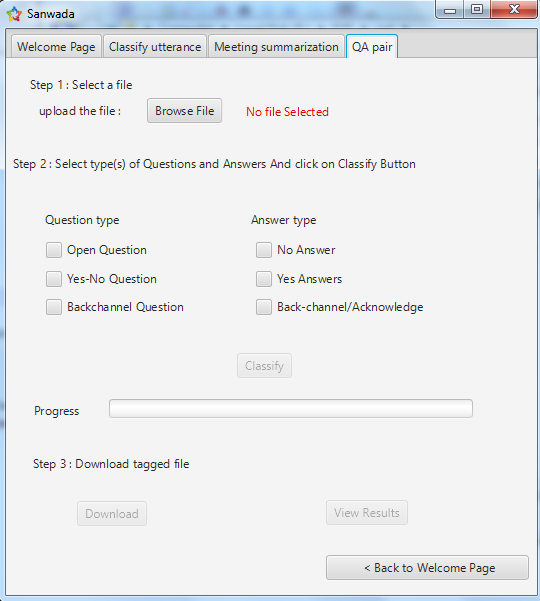 Sanwada
Welcome Page Classify utterance Meeting summarization QA pair
Step 1 : Select a file
upload the file : Browse File No file Selected
Step 2 : Select type(s) of Questions and Answers And click on Classify Button
Question type Answer type
Open Question No Answer
Yes-No Question Yes Answers
Backchannel Question Back-channel/Acknowledge
Classify
Progress
Step 3 : Download tagged file
Download View Results
< Back to Welcome Page